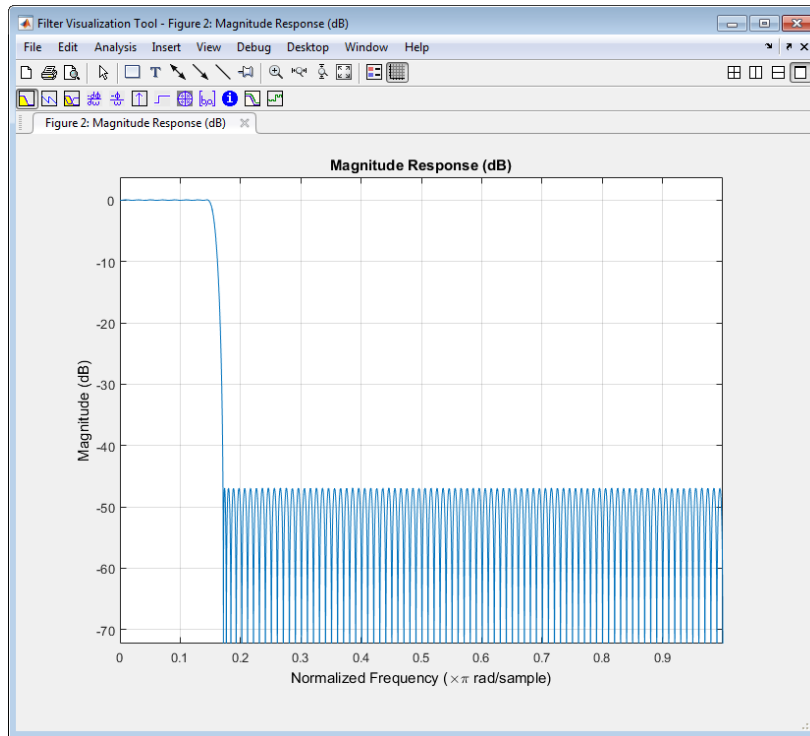 Filter Visualization Tool - Figure 2: Magnitude Response (dB)
File Edit Analysis Insert View Debug Desktop Window Help
Figure 2: Magnitude Response (dB)
Magnitude Response (dB)
Magnitude (dB)
0
-10
-20
-30
-40
-50
-60
-70
0 0.1 0.2 0.3 0.4 0.5 0.6 0.7 0.8 0.9
Normalized Frequency (×π rad/sample)